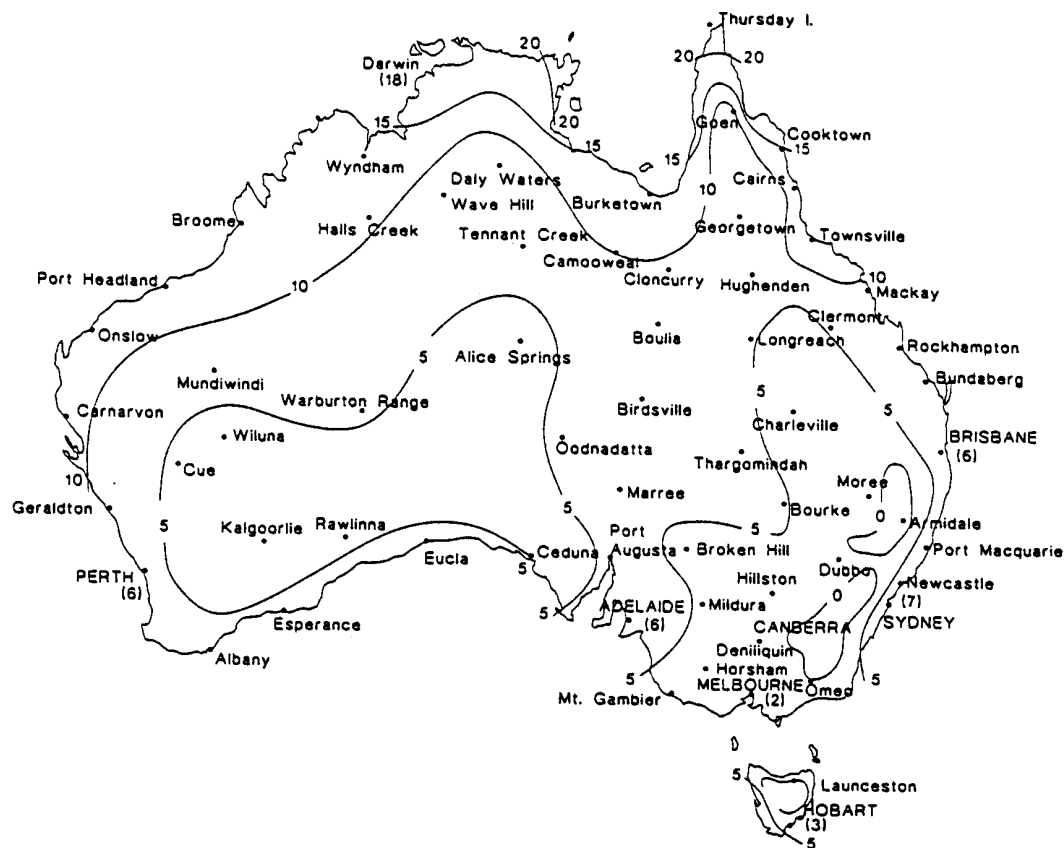 Thursday I.
20
Darwin
(18)
20
20
15
20
15
15
Goen
Cooktown
15
Wyndham
Daly Waters
10
Cairns
Wave Hill
Burketown
Broome
Halls Creek
Georgetown
Tennant Creek
Townsville
Camooweal
Cloncurry
Hughenden
10
Port Headland
10
Mackay
Clermont
Onslow
Boulia
Longreach
Rockhampton
5
Alice Springs
Mundiwindi
Bundaberg
5
5
Warburton Range
Birdsville
Carnarvon
Charleville
Wiluna
Oodnadatta
BRISBANE
(6)
Cue
Thargomindah
10
Moree
Marree
Geraldton
5
5
Bourke
0
Armidale
5
Kalgoorlie
Rawlinna
Port
Augusta
Eucla
Ceduna
Broken Hill
Port Macquarie
5
PERTH
(6)
Dubbo
Hillston
0
Newcastle
(7)
5
ADELAIDE
(6)
Mildura
SYDNEY
Esperance
CANBERRA
Albany
Deniliquin
Horsham
5
5
MELBOURNE
(2)
Omeo
Mt. Gambier
5
Launceston
HOBART
(3)
5